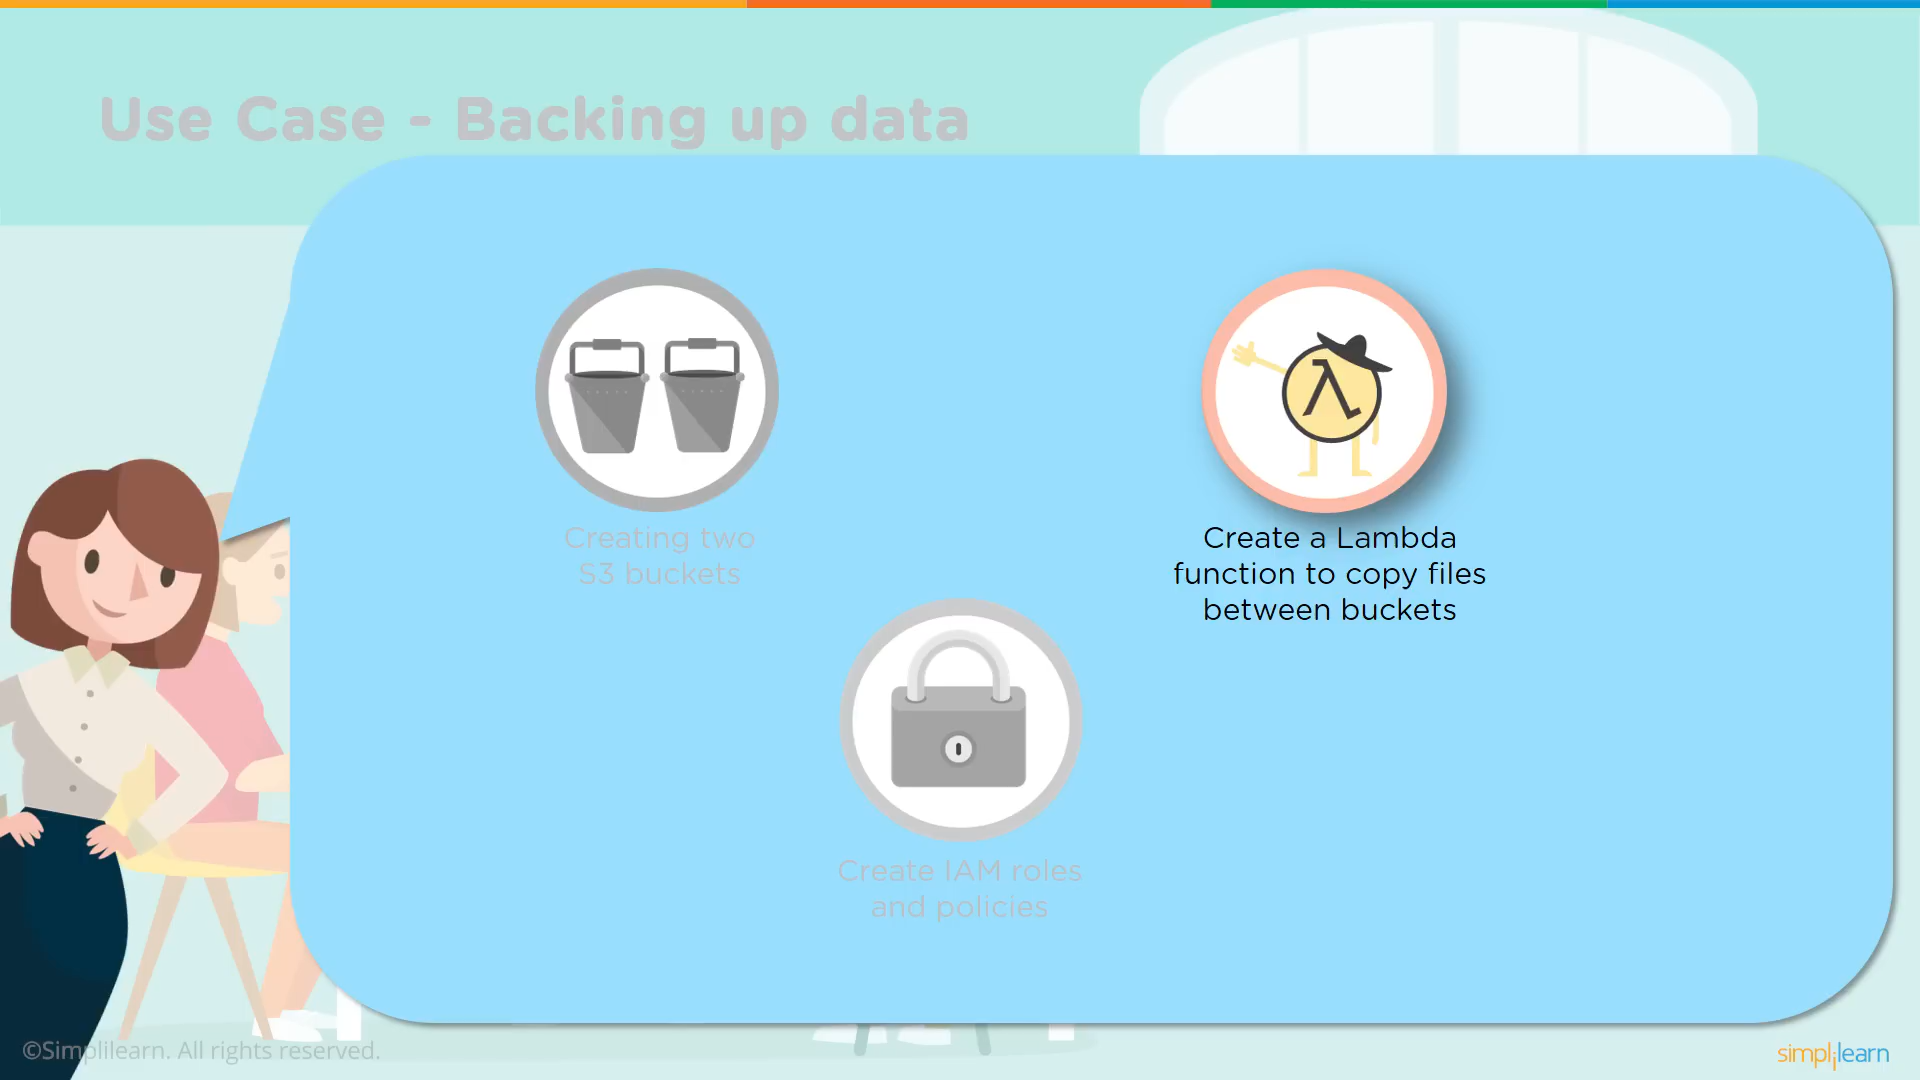 Use Case - Backing up data
Creating two
S3 buckets
Create a Lambda
function to copy files
between buckets
Create IAM roles
and policies
©Simplilearn. All rights reserved.
simplilearn